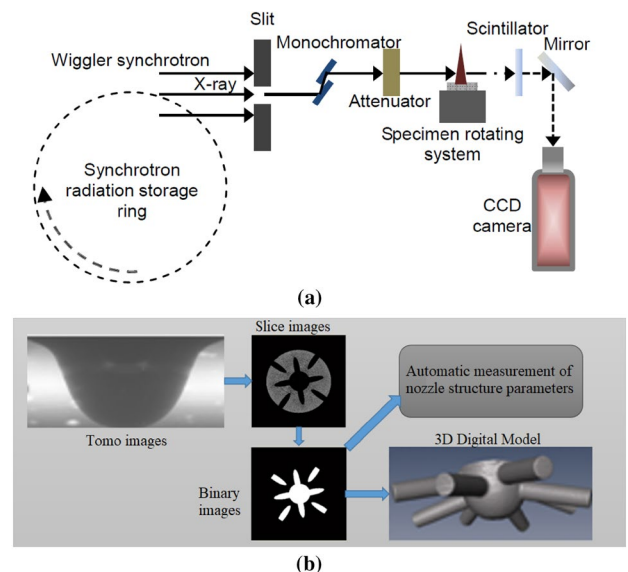 Slit
Monochromator
Scintillator
Mirror
Wiggler synchrotron
X-ray
Attenuator
Specimen rotating
system
Synchrotron
radiation storage
ring
CCD
camera
(a)
Slice images
Automatic measurement of
nozzle structure parameters
Tomo images
3D Digital Model
Binary
images
(b)